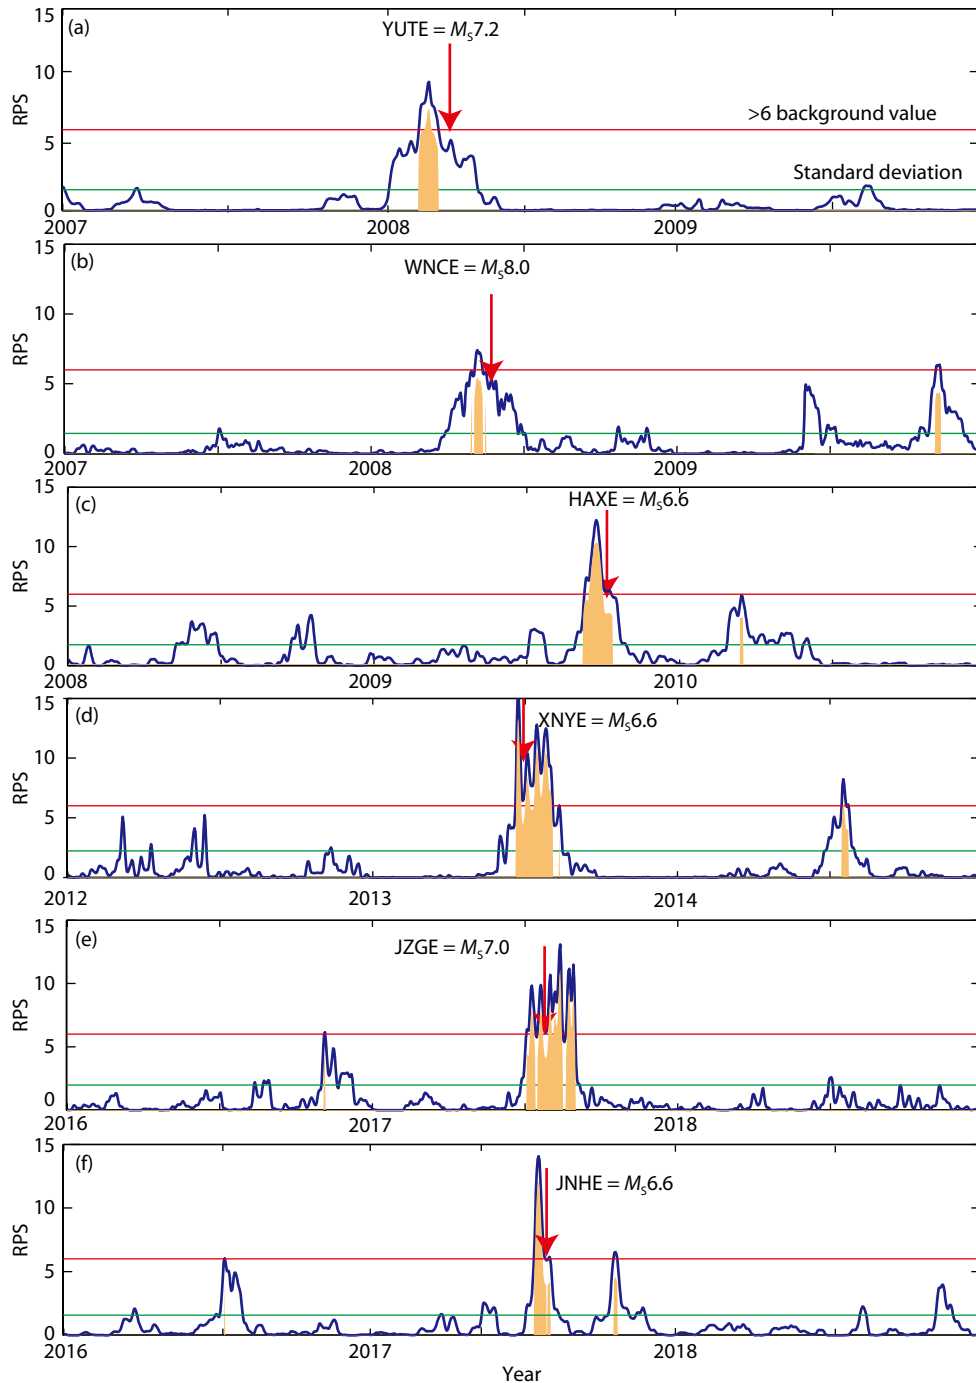 15
(a)
YUTE = MS7.2
10
RPS
>6 background value
5
Standard deviation
0
2007 2008 2009
15
(b)
WNCE = MS8.0
10
RPS
5
0
2007 2008 2009
15
(c)
HAXE = MS6.6
10
RPS
5
0
2008 2009 2010
15
(d)
XNYE = MS6.6
10
RPS
5
0
2012 2013 2014
15
(e)
JZGE = MS7.0
10
RPS
5
0
2016 2017 2018
15
(f)
JNHE = MS6.6
10
RPS
5
0
2016 2017 2018
Year